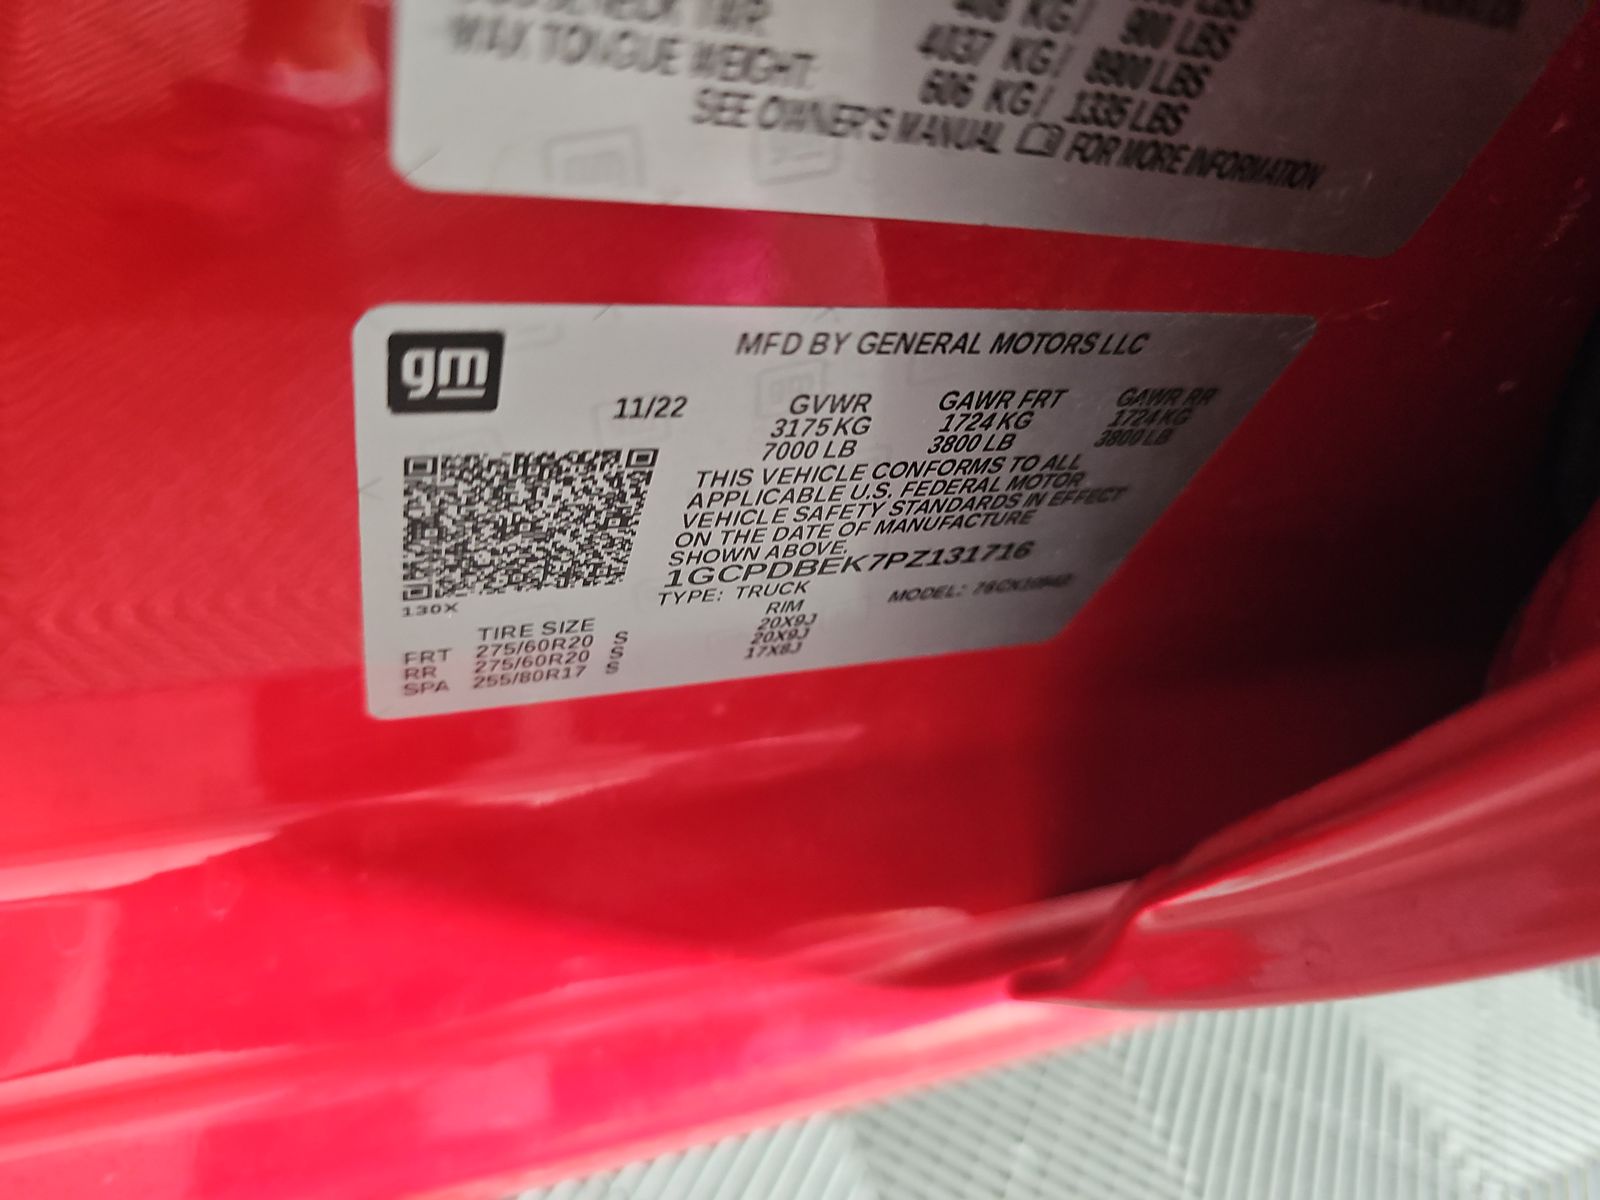 KG/ 900 LBS
4037 KG/ 8900 LBS
MAX TONGUE WEIGHT: 606 KG/ 1335 LBS
SEE OWNER'S MANUAL FOR MORE INFORMATION
gm
MFD BY GENERAL MOTORS LLC
11/22 GVWR GAWR FRT GAWR RR
3175 KG 1724 KG 1724 KG
7000 LB 3800 LB 3800 LB
THIS VEHICLE CONFORMS TO ALL
APPLICABLE U.S. FEDERAL MOTOR
VEHICLE SAFETY STANDARDS IN EFFECT
ON THE DATE OF MANUFACTURE
SHOWN ABOVE.
1GCPDBEK7PZ131716
TYPE: TRUCK MODEL:
130X
TIRE SIZE RIM
FRT 275/60R20 S 20X9J
RR 275/60R20 S 20X9J
SPA 255/80R17 S 17X8J